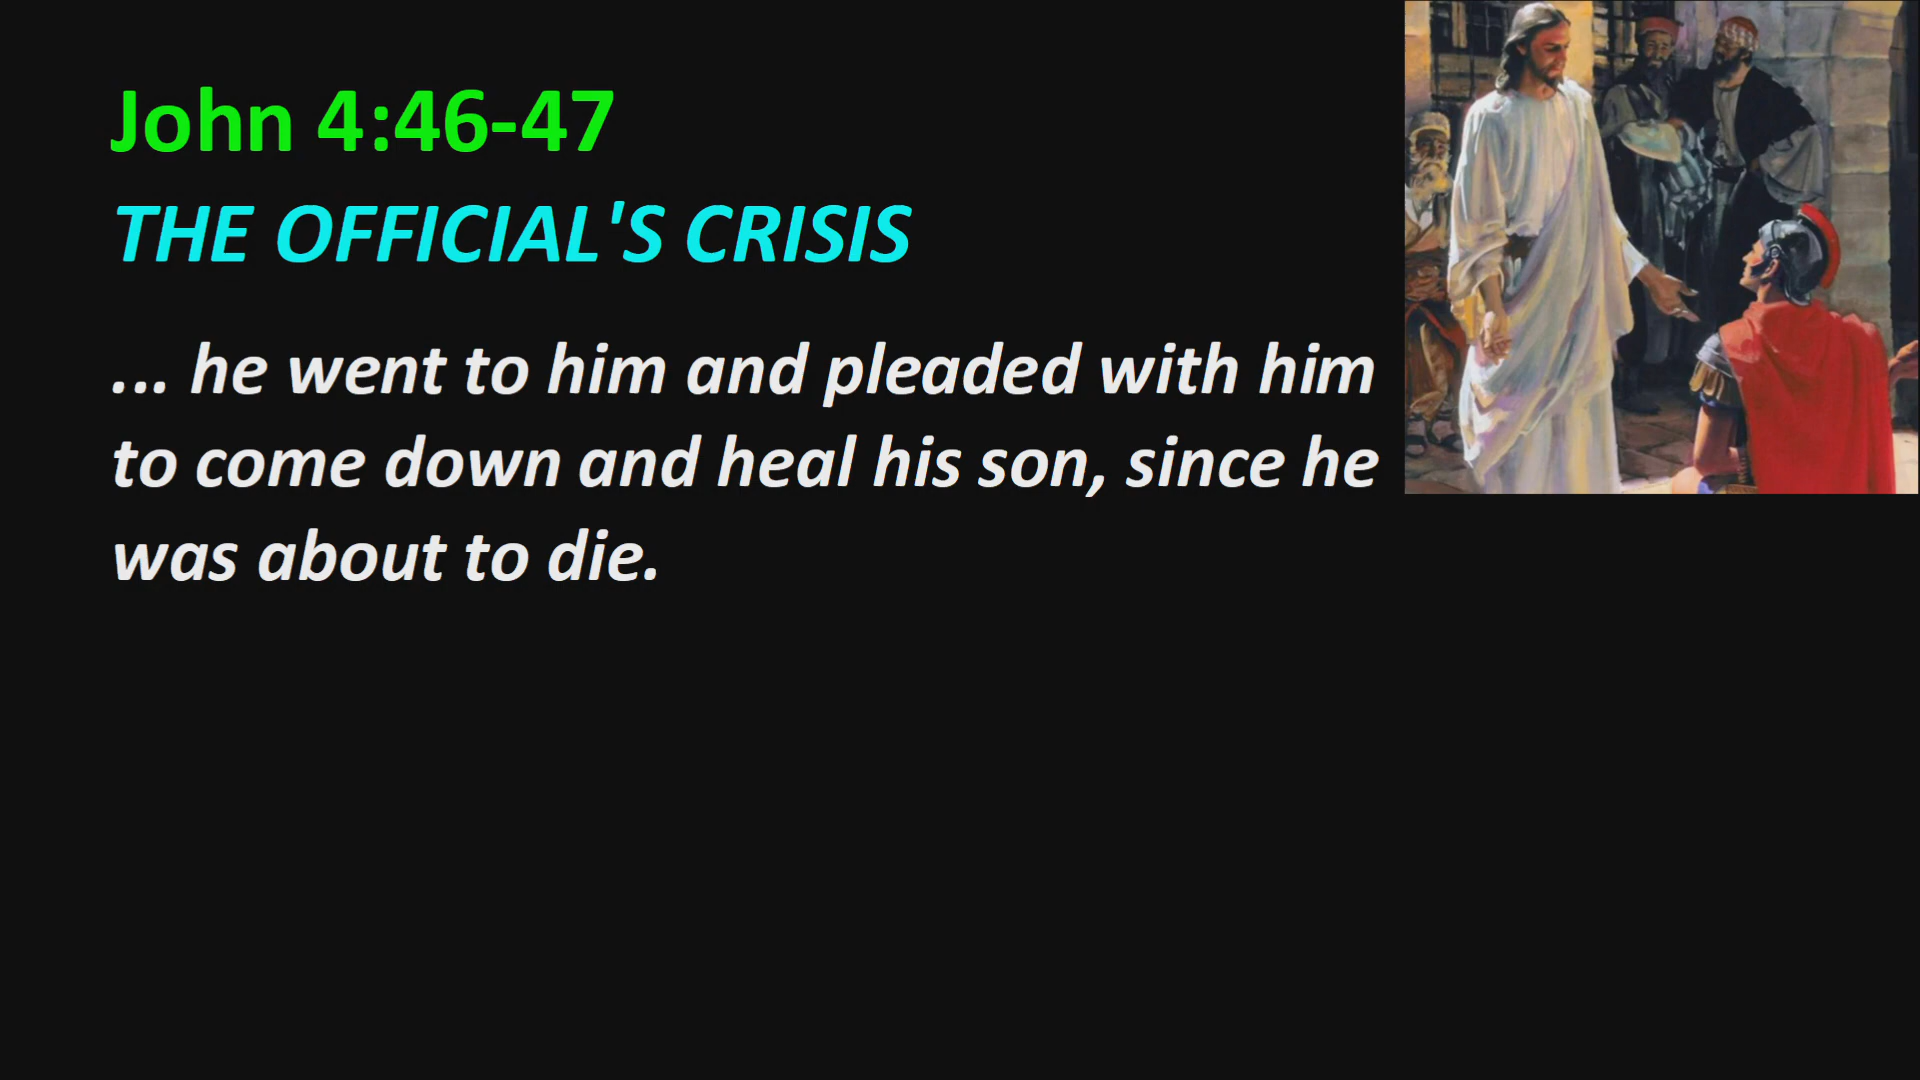 John 4:46-47
THE OFFICIAL'S CRISIS
... he went to him and pleaded with him
to come down and heal his son, since he
was about to die.